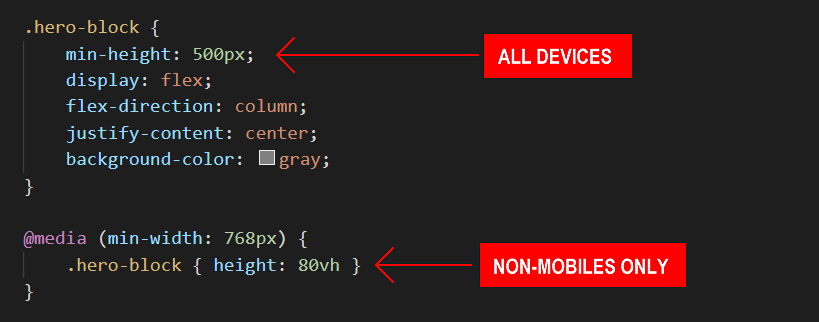 .hero-block {
min-height: 500px;
ALL DEVICES
display: flex;
flex-direction: column;
justify-content: center;
background-color: gray;
}
@media (min-width: 768px) {
.hero-block { height: 80vh }
NON-MOBILES ONLY
}